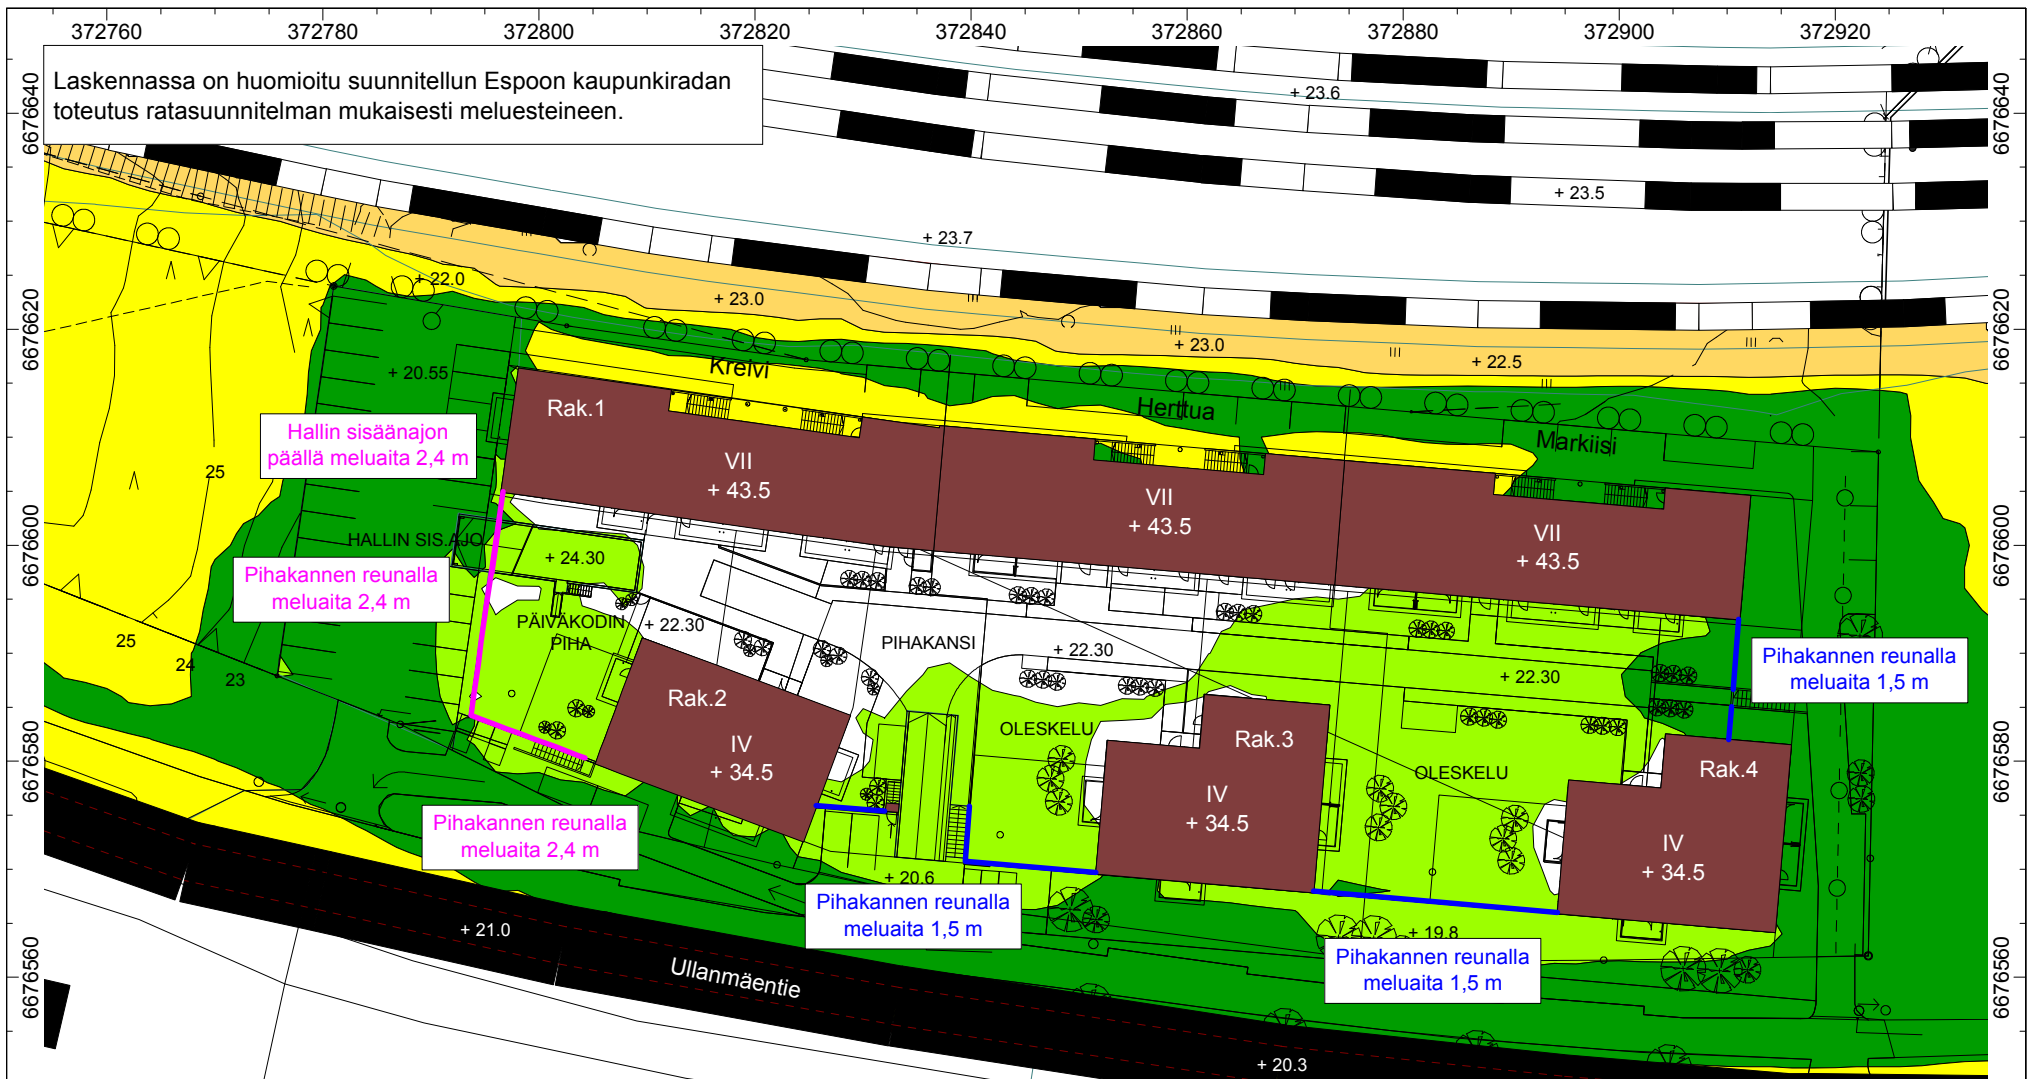 372760 372780 372800 372820 372840 372860 372880 372900 372920
6676640
6676640
Laskennassa on huomioitu suunnitellun Espoon kaupunkiradan
toteutus ratasuunnitelman mukaisesti meluesteineen.
+ 23.6
+ 23.5
+ 23.7
+ 22.0
+ 23.0
+ 23.0
+ 22.5
6676620
6676620
+ 20.55
Kreivi
Herttua
Markiisi
Rak.1
Hallin sisäänajon
päällä meluaita 2,4 m
VII
+ 43.5
VII
+ 43.5
VII
+ 43.5
25
6676600
6676600
HALLIN SIS.AJO
+ 24.30
Pihakannen reunalla
meluaita 2,4 m
PÄIVÄKODIN
PIHA
+ 22.30
PIHAKANSI
+ 22.30
+ 22.30
Pihakannen reunalla
meluaita 1,5 m
25
24
23
Rak.2
IV
+ 34.5
OLESKELU
Rak.3
IV
+ 34.5
OLESKELU
Rak.4
IV
+ 34.5
6676580
6676580
Pihakannen reunalla
meluaita 2,4 m
+ 20.6
Pihakannen reunalla
meluaita 1,5 m
+ 19.8
Pihakannen reunalla
meluaita 1,5 m
+ 21.0
Ullanmäentie
6676560
6676560
+ 20.3